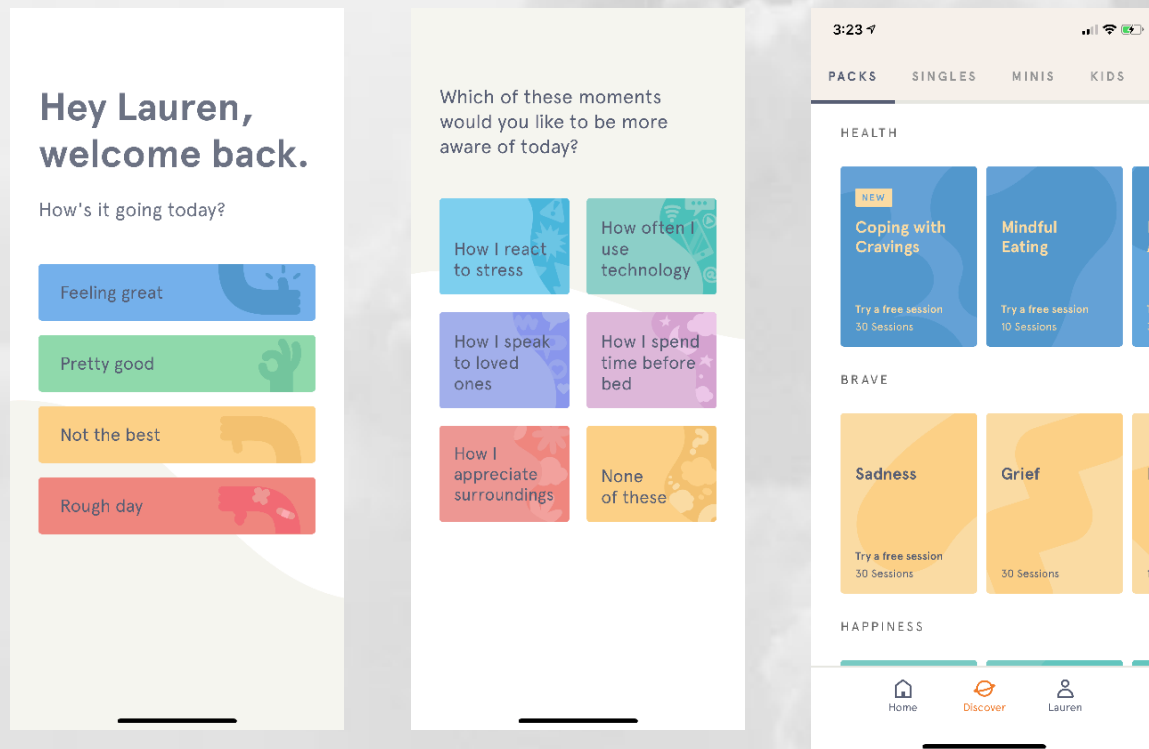 Hey Lauren,
welcome back.
How's it going today?
Feeling great
Pretty good
Not the best
Rough day
Which of these moments
would you like to be more
aware of today?
How I react
to stress
How often I
use
technology
How I speak
to loved
ones
How I spend
time before
bed
How I
appreciate
surroundings
None
of these
3:23
PACKS
SINGLES
MINIS
KIDS
HEALTH
NEW
Coping with
Cravings
Try a free session
30 Sessions
Mindful
Eating
Try a free session
10 Sessions
BRAVE
Sadness
Try a free session
30 Sessions
Grief
30 Sessions
HAPPINESS
Home
Discover
Lauren